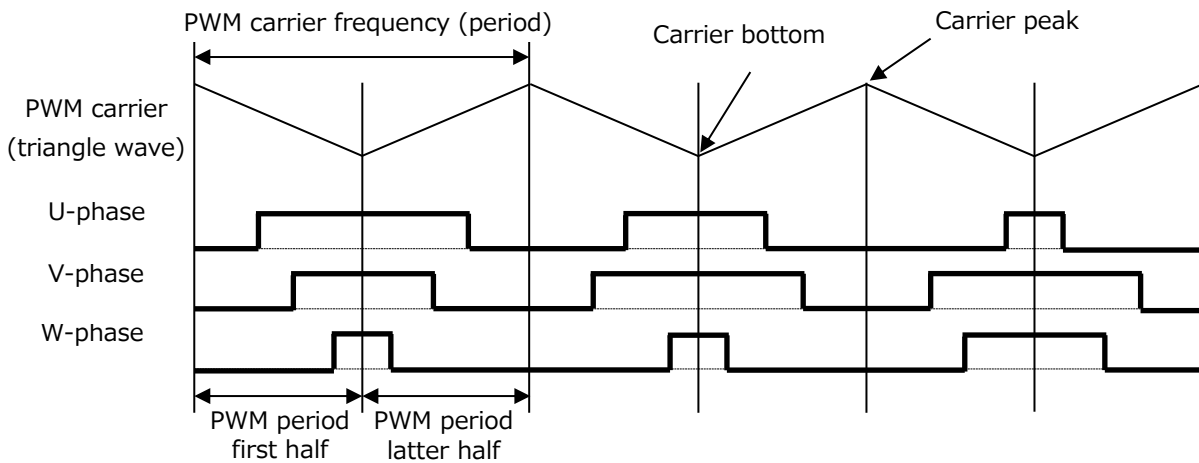 PWM carrier frequency (period)
Carrier bottom
Carrier peak
PWM carrier
(triangle wave)
U-phase
V-phase
W-phase
PWM period
first half
PWM period
latter half